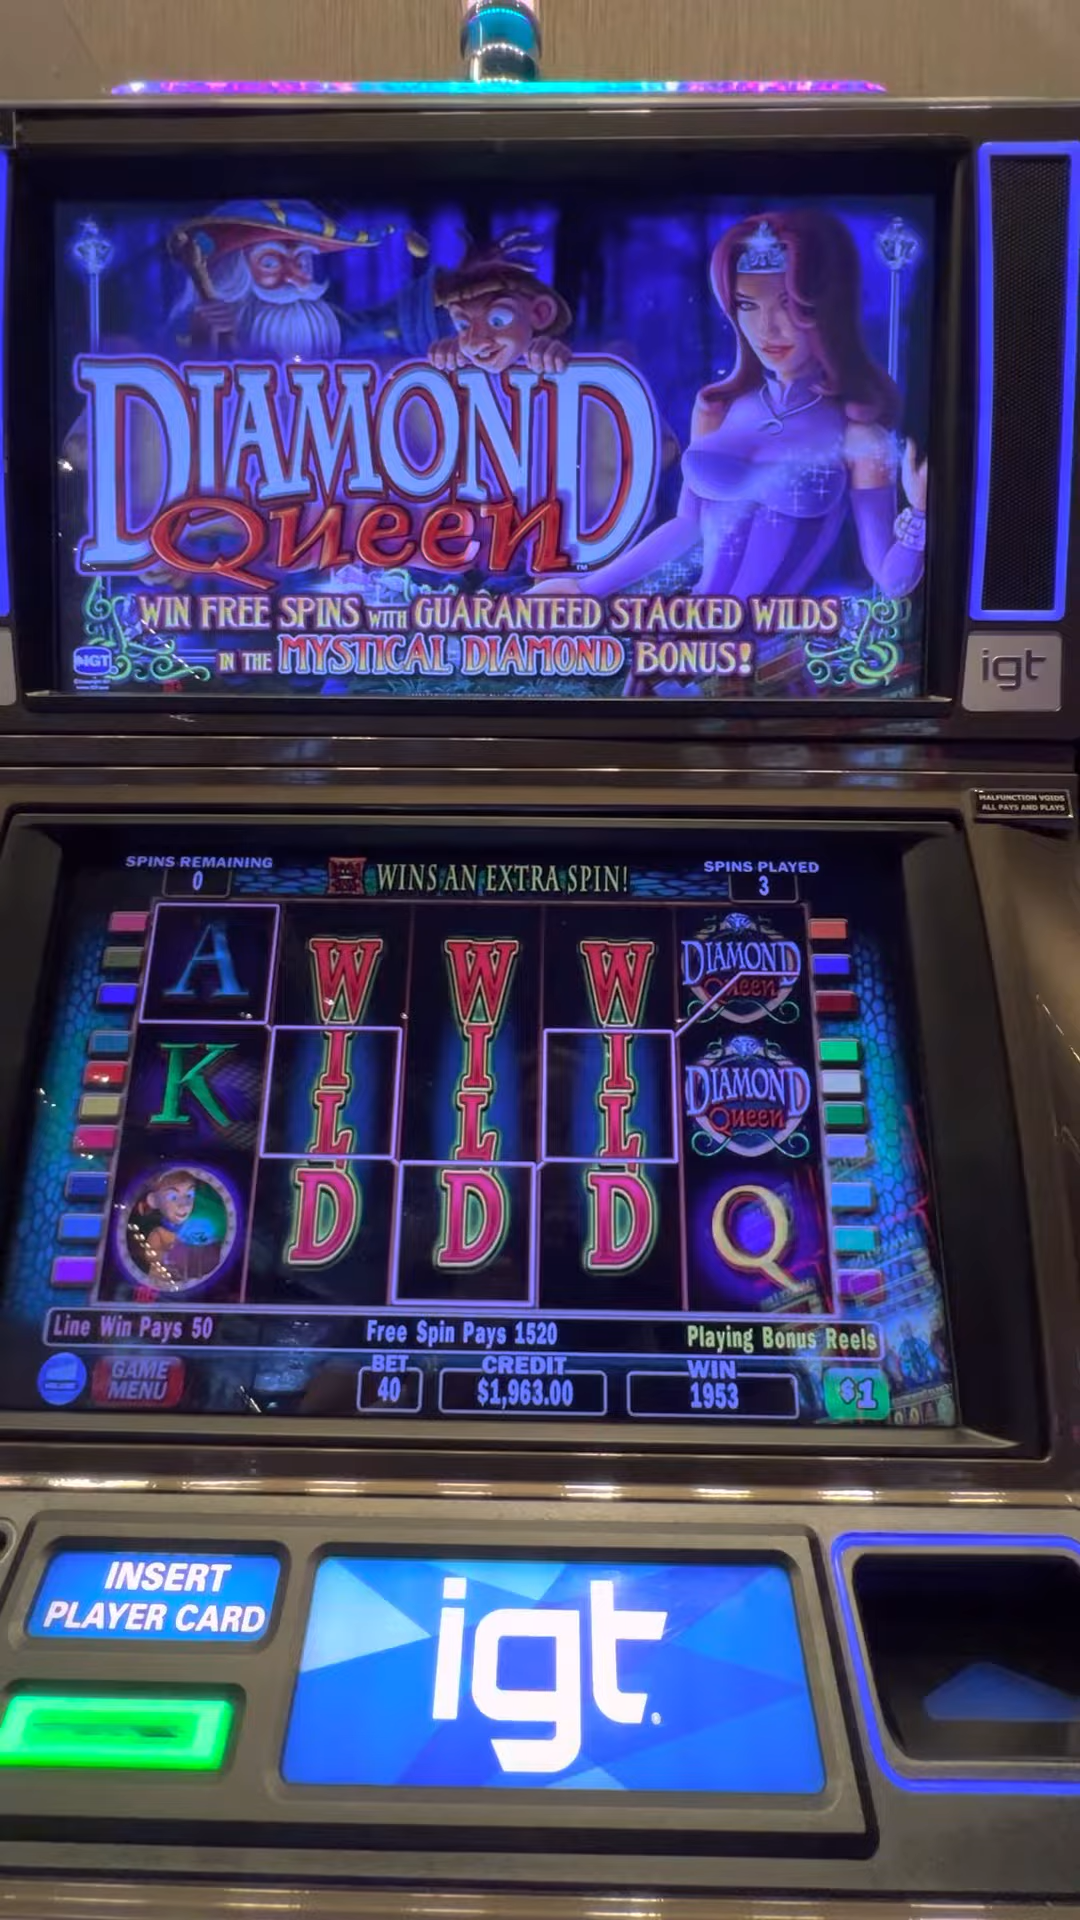 DIAMOND
Queen™
WIN FREE SPINS WITH GUARANTEED STACKED WILDS
IN THE MYSTICAL DIAMOND BONUS!
IGT
igt
MALFUNCTION VOIDS
ALL PAYS AND PLAYS
SPINS REMAINING
0
WINS AN EXTRA SPIN!
SPINS PLAYED
3
A
WILD
WILD
WILD
DIAMOND
Queen
K
DIAMOND
Queen
Q
Line Win Pays 50
Free Spin Pays 1520
Playing Bonus Reels
GAME
MENU
BET
40
CREDIT
$1,963.00
WIN
1953
$1
INSERT
PLAYER CARD
igt®